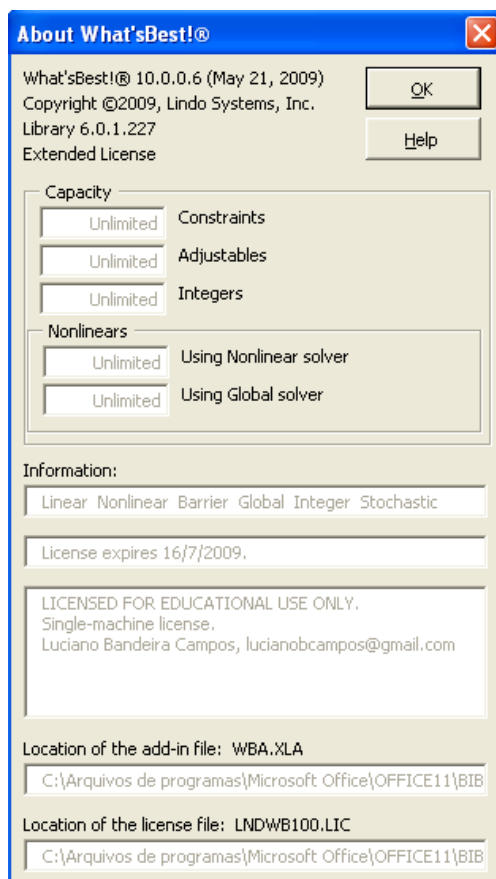 About What'sBest!®
What'sBest!® 10.0.0.6 (May 21, 2009)
Copyright ©2009, Lindo Systems, Inc.
Library 6.0.1.227
Extended License
OK
Help
Capacity
Unlimited Constraints
Unlimited Adjustables
Unlimited Integers
Nonlinears
Unlimited Using Nonlinear solver
Unlimited Using Global solver
Information:
Linear Nonlinear Barrier Global Integer Stochastic
License expires 16/7/2009.
LICENSED FOR EDUCATIONAL USE ONLY.
Single-machine license.
Luciano Bandeira Campos, lucianobcampos@gmail.com
Location of the add-in file: WBA.XLA
C:\Arquivos de programas\Microsoft Office\OFFICE11\BIB
Location of the license file: LNDWB100.LIC
C:\Arquivos de programas\Microsoft Office\OFFICE11\BIB